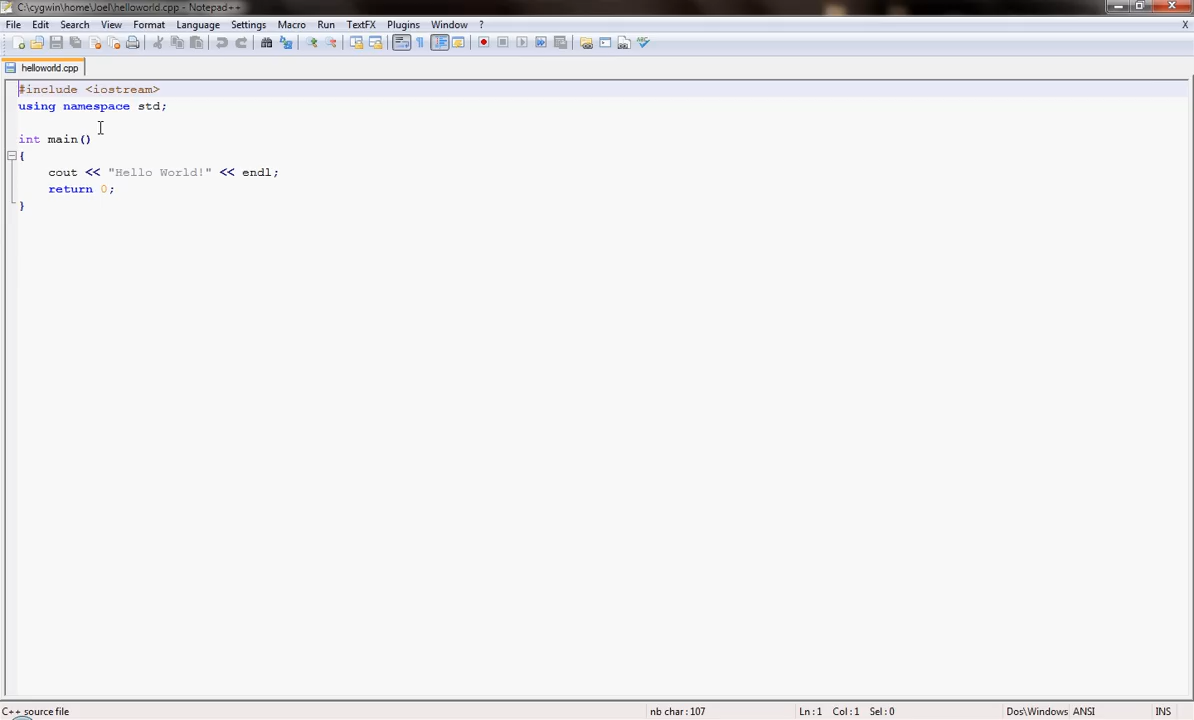 C:\cygwin\home\Joel\helloworld.cpp - Notepad++
File Edit Search View Format Language Settings Macro Run TextFX Plugins Window ? X
helloworld.cpp
#include <iostream>
using namespace std;
int main()
{
cout << "Hello World!" << endl;
return 0;
}
C++ source file nb char : 107 Ln : 1 Col : 1 Sel : 0 Dos\Windows ANSI INS